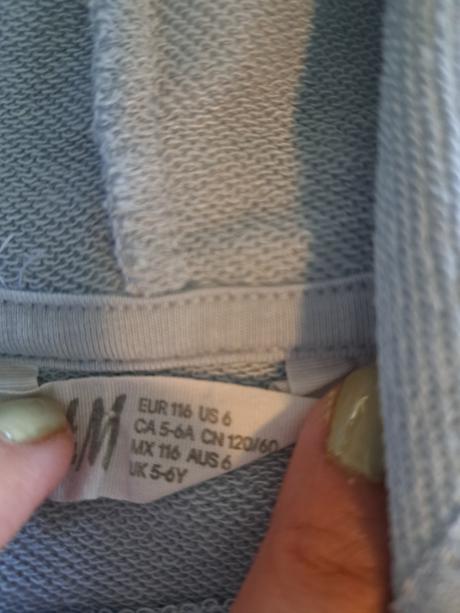 EUR 116 US 6
CA 5-6A CN 120/60
MX 116 AUS 6
UK 5-6Y